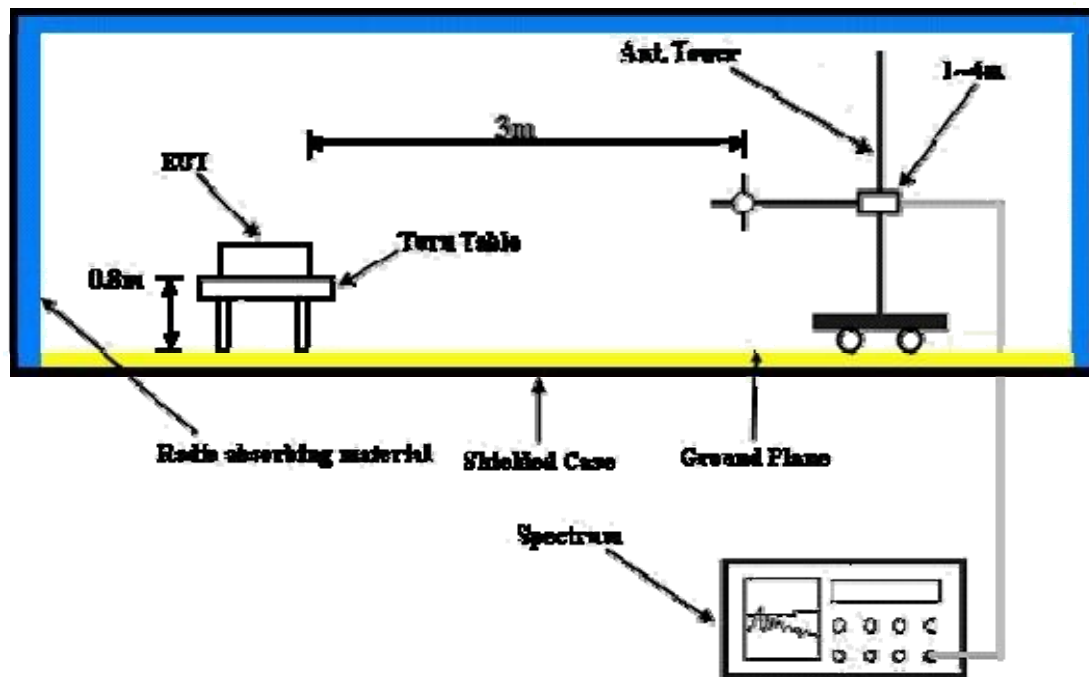 Ant. Tower
1~4m
3m
EUT
Turn Table
0.8m
Radio absorbing material
Shielded Case
Ground Plane
Spectrum